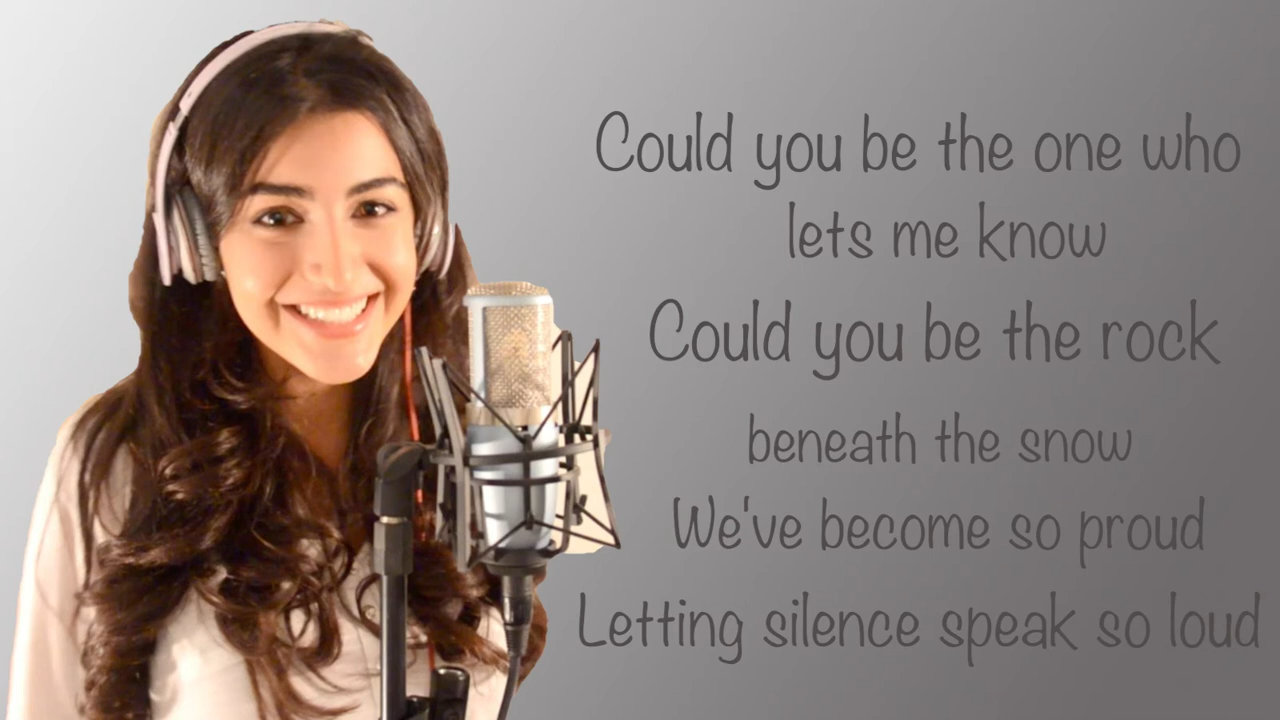 Could you be the one who
lets me know
Could you be the rock
beneath the snow
We've become so proud
Letting silence speak so loud